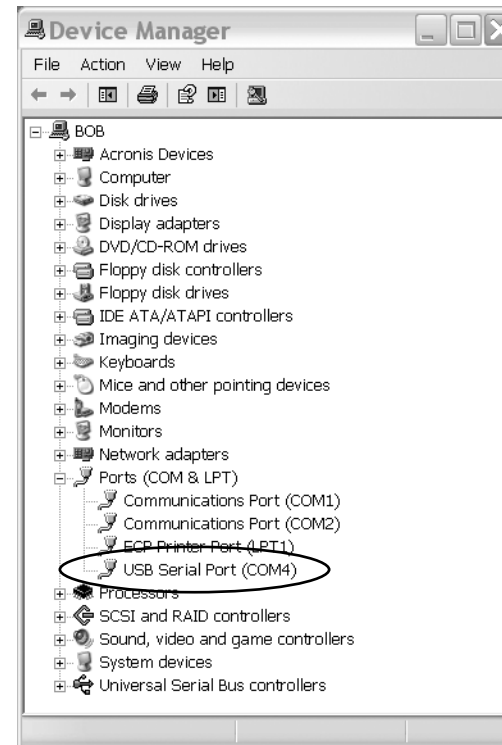 Device Manager
File Action View Help
BOB
Acronis Devices
Computer
Disk drives
Display adapters
DVD/CD-ROM drives
Floppy disk controllers
Floppy disk drives
IDE ATA/ATAPI controllers
Imaging devices
Keyboards
Mice and other pointing devices
Modems
Monitors
Network adapters
Ports (COM & LPT)
Communications Port (COM1)
Communications Port (COM2)
ECP Printer Port (LPT1)
USB Serial Port (COM4)
Processors
SCSI and RAID controllers
Sound, video and game controllers
System devices
Universal Serial Bus controllers